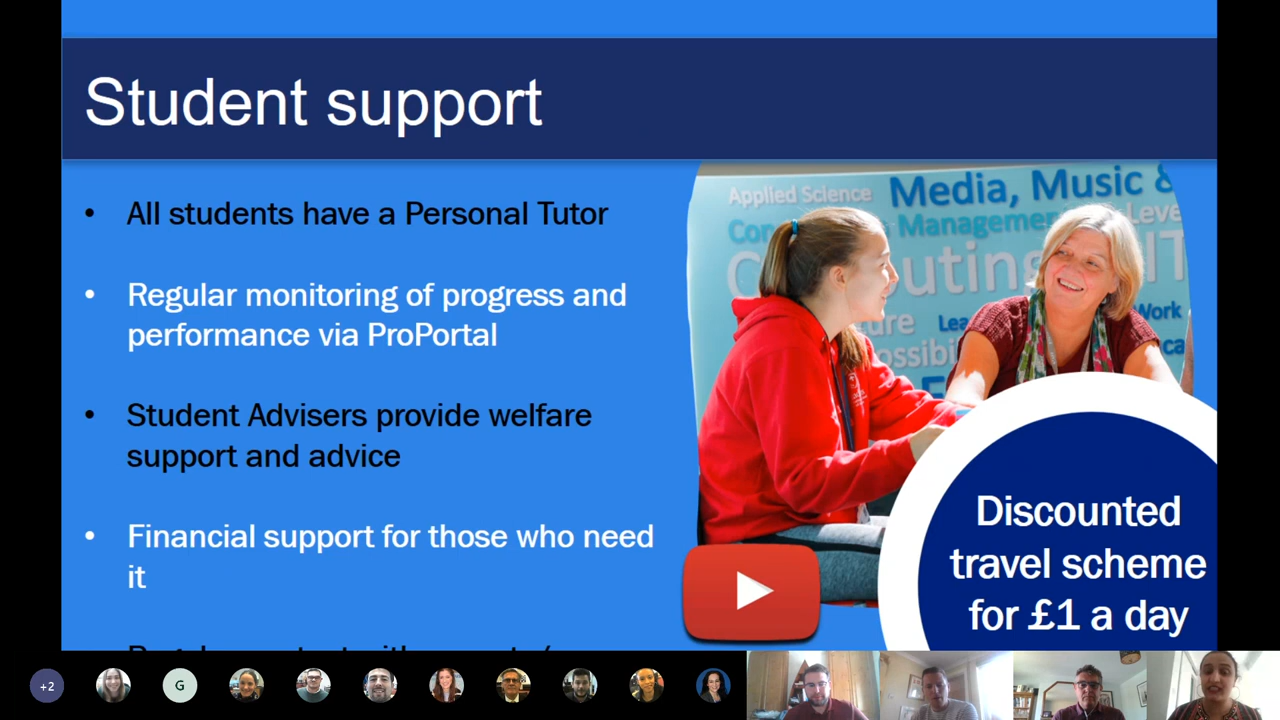 Student support
• All students have a Personal Tutor
• Regular monitoring of progress and
performance via ProPortal
• Student Advisers provide welfare
support and advice
• Financial support for those who need
it
Applied Science
Media, Music &
Management
Work
Discounted
travel scheme
for £1 a day
+2
G